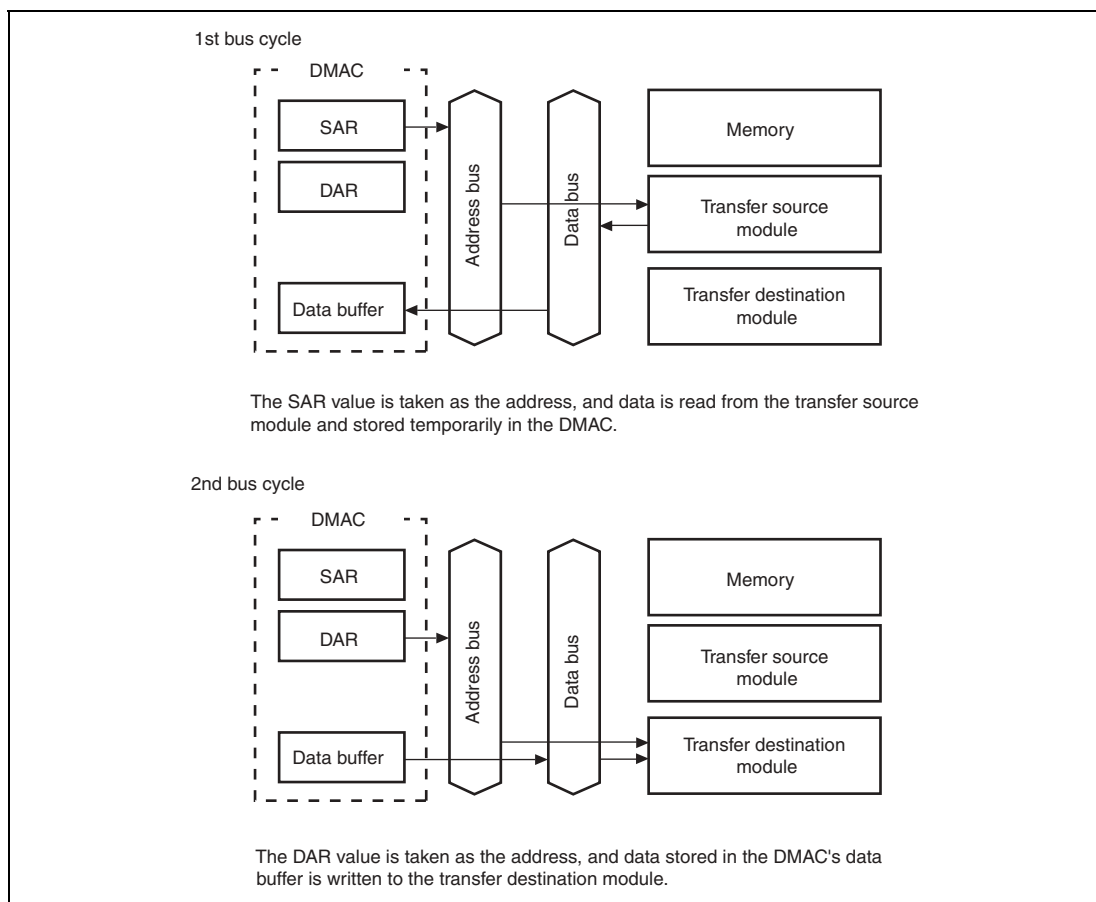 1st bus cycle
DMAC
SAR
DAR
Data buffer
Address bus
Data bus
Memory
Transfer source
module
Transfer destination
module
The SAR value is taken as the address, and data is read from the transfer source
module and stored temporarily in the DMAC.
2nd bus cycle
DMAC
SAR
DAR
Data buffer
Address bus
Data bus
Memory
Transfer source
module
Transfer destination
module
The DAR value is taken as the address, and data stored in the DMAC's data
buffer is written to the transfer destination module.